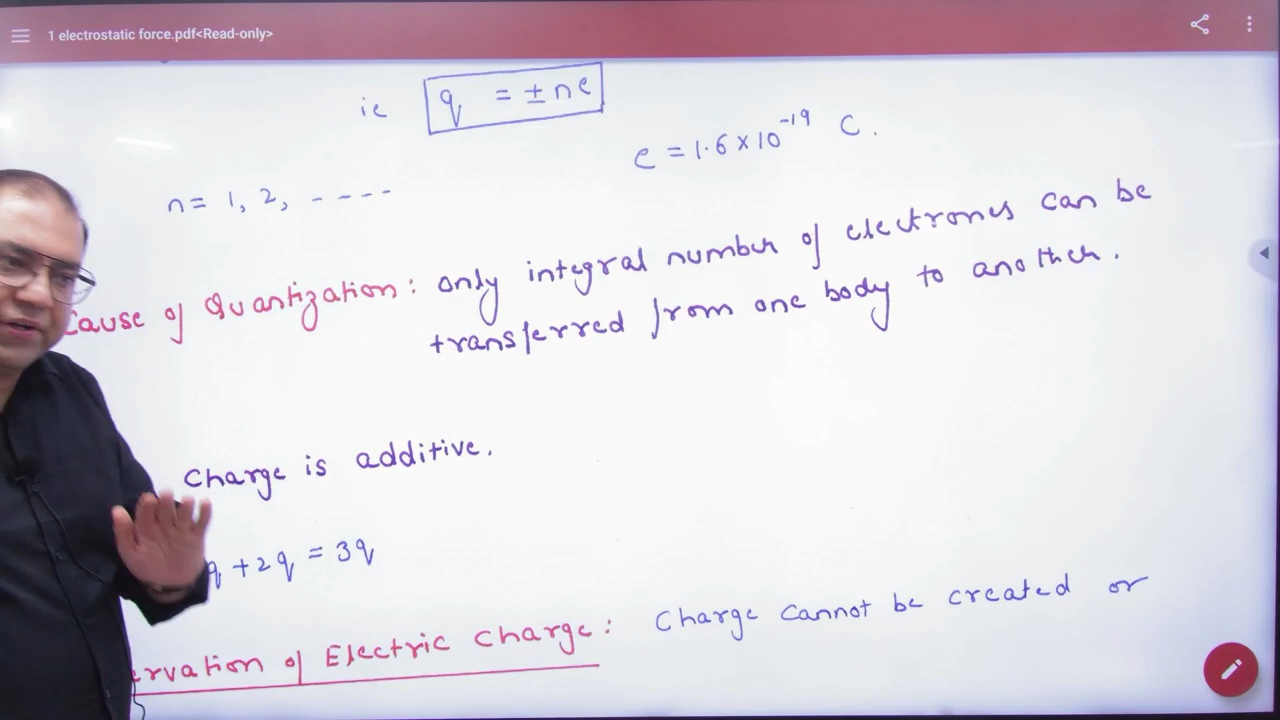 1 electrostatic force.pdf<Read-only>
ie q = ±ne
e = 1.6 × 10⁻¹⁹ C.
n = 1, 2, - - - -
Cause of Quantization : only integral number of electrones can be
transferred from one body to another.
Charge is additive.
q + 2q = 3q
ervation of Electric Charge : Charge cannot be created or